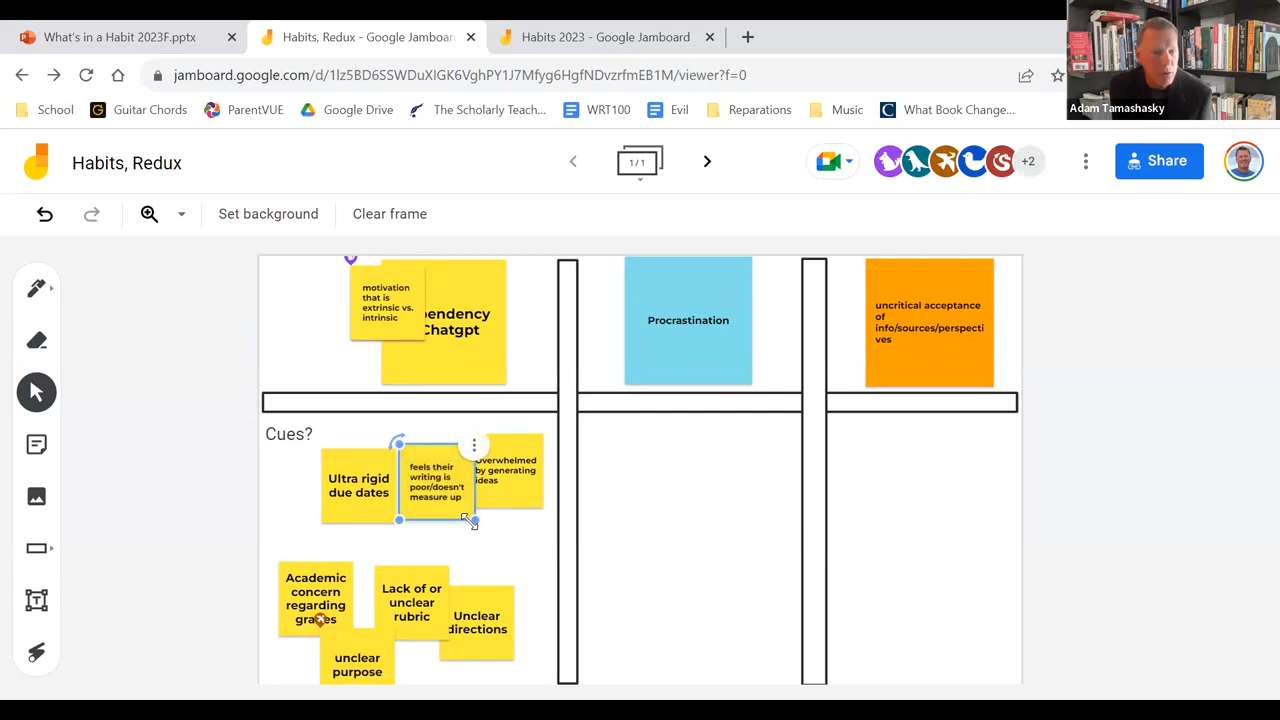 What's in a Habit 2023F.pptx
Habits, Redux - Google Jamboar
Habits 2023 - Google Jamboard
jamboard.google.com/d/1Iz5BD6SSWDuXIGK6VghPY1J7Mfyg6HgfNDvzrfmEB1M/viewer?f=0
School
Guitar Chords
ParentVUE
Google Drive
The Scholarly Teach...
WRT100
Evil
Reparations
Music
What Book Change...
Adam Tamashasky
Habits, Redux
1/1
+2
Share
Set background
Clear frame
motivation
that is
extrinsic vs.
intrinsic
pendency
Chatgpt
Procrastination
uncritical acceptance
of
info/sources/perspecti
ves
Cues?
Ultra rigid
due dates
feels their
writing is
poor/doesn't
measure up
Overwhelmed
by generating
ideas
Academic
concern
regarding
grades
Lack of or
unclear
rubric
Unclear
directions
unclear
purpose